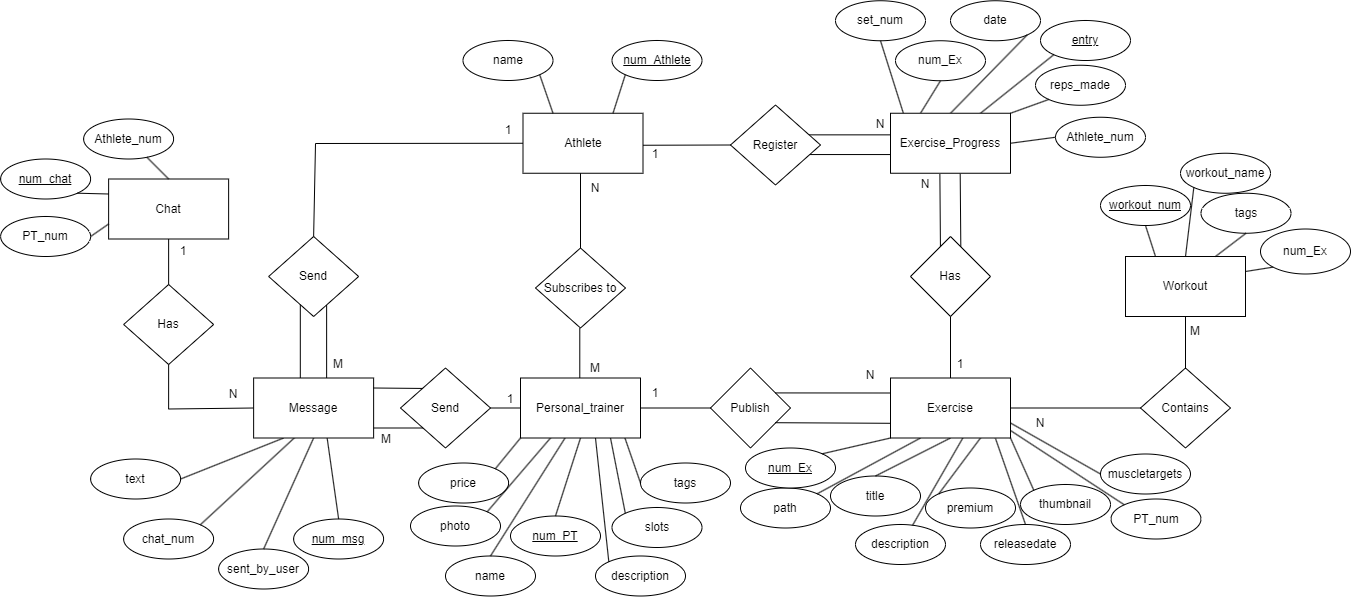 set_num
date
entry
name
num_Athlete
num_Ex
reps_made
1
Athlete
1
Register
N
Exercise_Progress
Athlete_num
Athlete_num
num_chat
Chat
PT_num
N
N
workout_name
workout_num
tags
num_Ex
1
Send
Subscribes to
Has
Workout
Has
M
M
1
M
N
Message
M
Send
1
Personal_trainer
1
Publish
N
Exercise
N
Contains
text
chat_num
sent_by_user
num_msg
price
photo
name
num_PT
description
slots
tags
num_Ex
path
title
description
premium
releasedate
thumbnail
muscletargets
PT_num